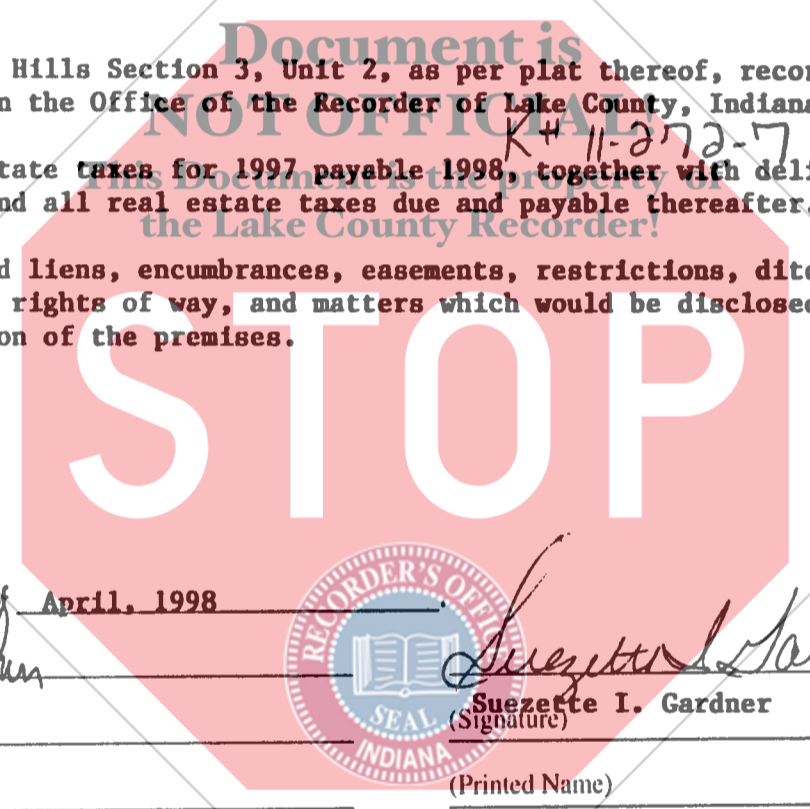 Document is
Hills Section 3, Unit 2, as per plat thereof, recor
n the Office of the Recorder of Lake County, Indian
NOT OFFICIAL!
K# 11-272-7
tate taxes for 1997 payable 1998, together with deli
This Document is the property of
nd all real estate taxes due and payable thereafter.
the Lake County Recorder!
d liens, encumbrances, easements, restrictions, ditc
rights of way, and matters which would be disclosed
on of the premises.
STOP
f April, 1998.
RECORDER'S OFFICE
Suezette I. Ga
Suezette I. Gardner
(Signature)
SEAL
INDIANA
(Printed Name)